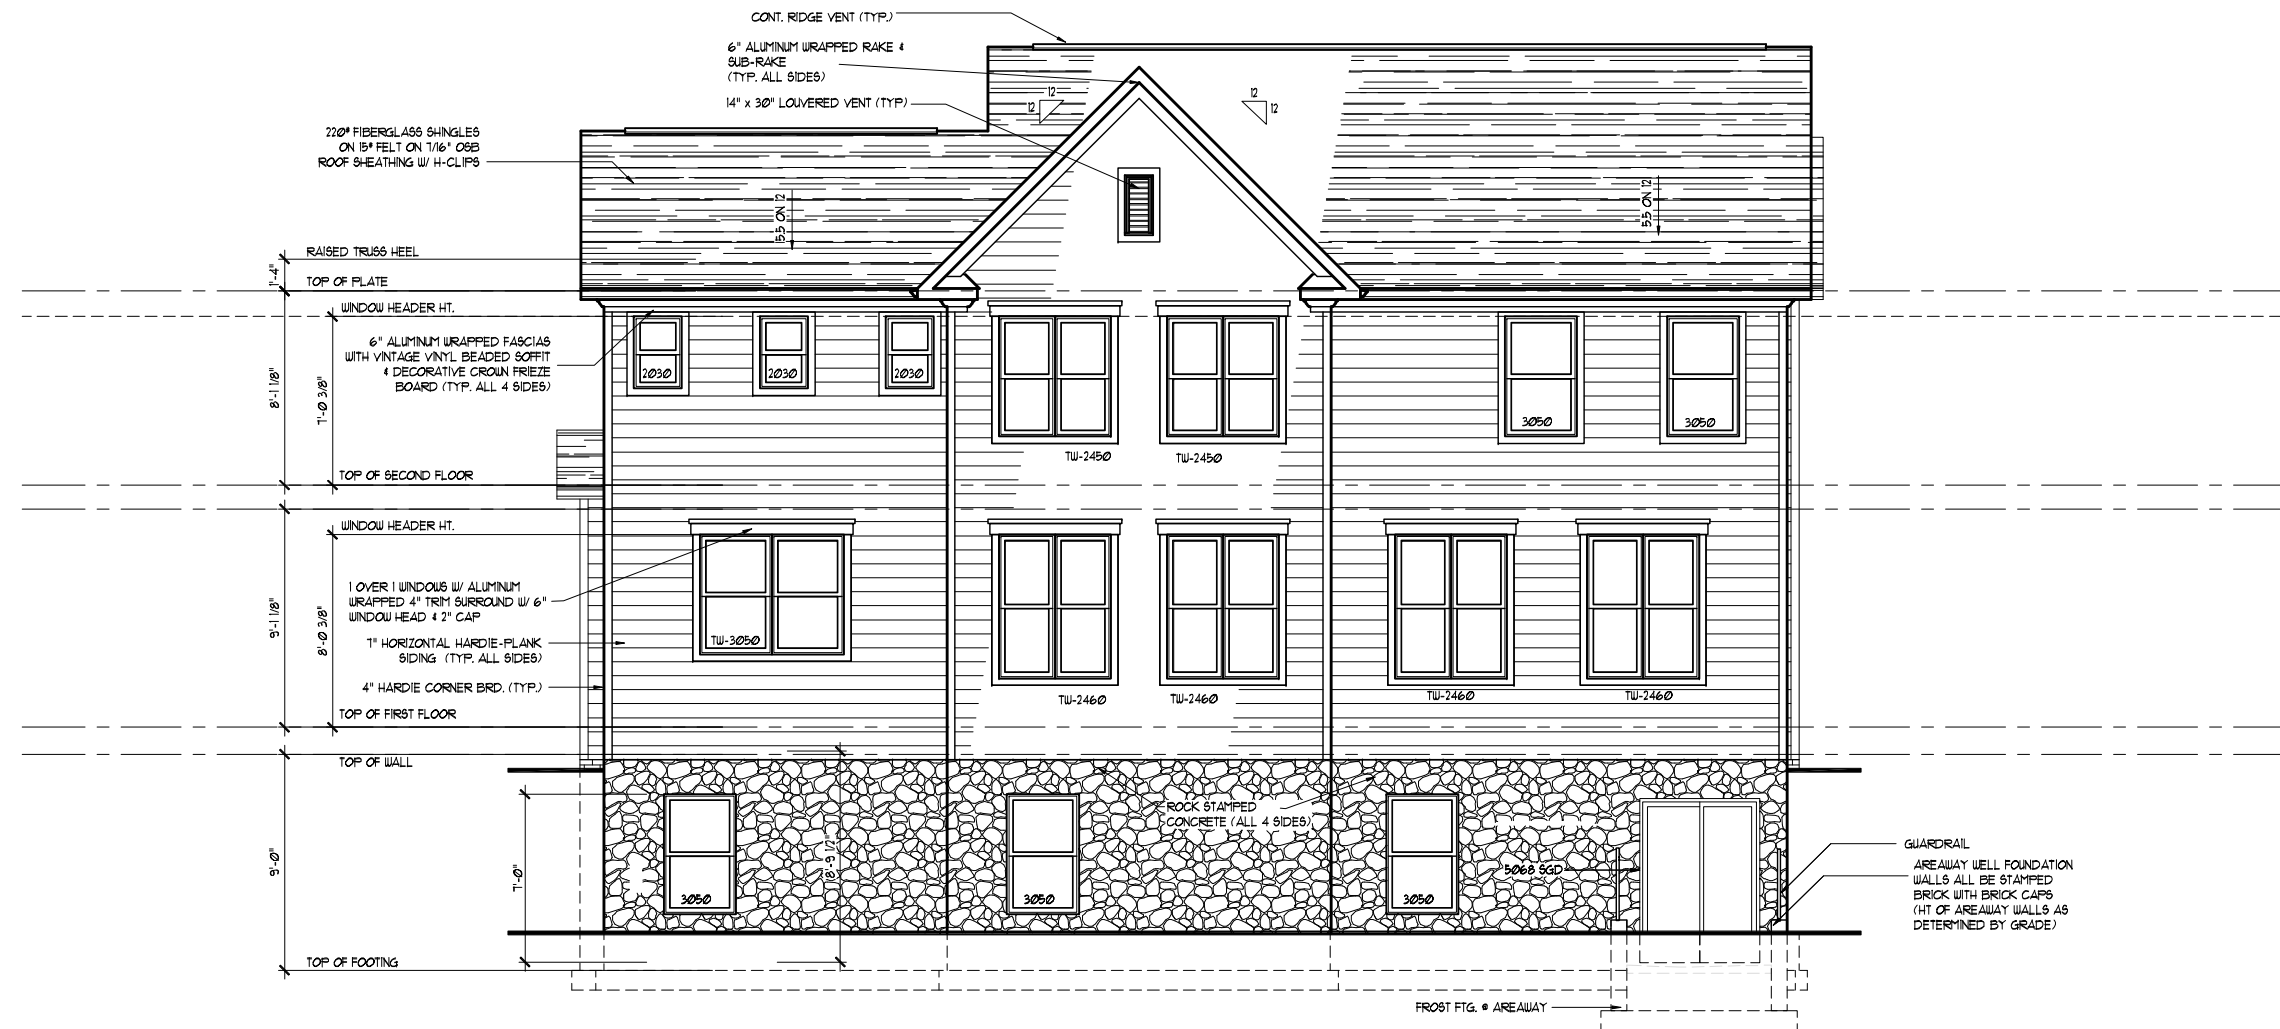 CONT. RIDGE VENT (TYP.)
6" ALUMINUM WRAPPED RAKE &
SUB-RAKE
(TYP. ALL SIDES)
14" x 30" LOUVERED VENT (TYP)
12
12
12
12
220# FIBERGLASS SHINGLES
ON 15# FELT ON 7/16" OSB
ROOF SHEATHING W/ H-CLIPS
5.5 ON 12
5.5 ON 12
RAISED TRUSS HEEL
1'-4"
TOP OF PLATE
WINDOW HEADER HT.
6" ALUMINUM WRAPPED FASCIAS
WITH VINTAGE VINYL BEADED SOFFIT
& DECORATIVE CROWN FRIEZE
BOARD (TYP. ALL 4 SIDES)
8'-1 1/8"
7'-0 3/8"
2030
2030
2030
3050
3050
TW-2450
TW-2450
TOP OF SECOND FLOOR
WINDOW HEADER HT.
1 OVER 1 WINDOWS W/ ALUMINUM
WRAPPED 4" TRIM SURROUND W/ 6"
WINDOW HEAD & 2" CAP
9'-1 1/8"
8'-0 3/8"
7" HORIZONTAL HARDIE-PLANK
SIDING (TYP. ALL SIDES)
4" HARDIE CORNER BRD. (TYP.)
TW-3050
TW-2460
TW-2460
TW-2460
TW-2460
TOP OF FIRST FLOOR
TOP OF WALL
ROCK STAMPED
CONCRETE (ALL 4 SIDES)
9'-0"
7'-0"
8'-9 1/2"
3050
3050
3050
5068 SGD
GUARDRAIL
AREAWAY WELL FOUNDATION
WALLS ALL BE STAMPED
BRICK WITH BRICK CAPS
(HT OF AREAWAY WALLS AS
DETERMINED BY GRADE)
TOP OF FOOTING
FROST FTG. @ AREAWAY